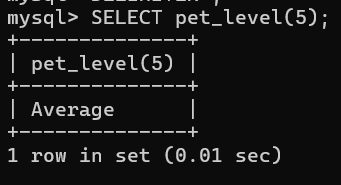 mysql> SELECT pet_level(5);
+--------------+
| pet_level(5) |
+--------------+
| Average      |
+--------------+
1 row in set (0.01 sec)